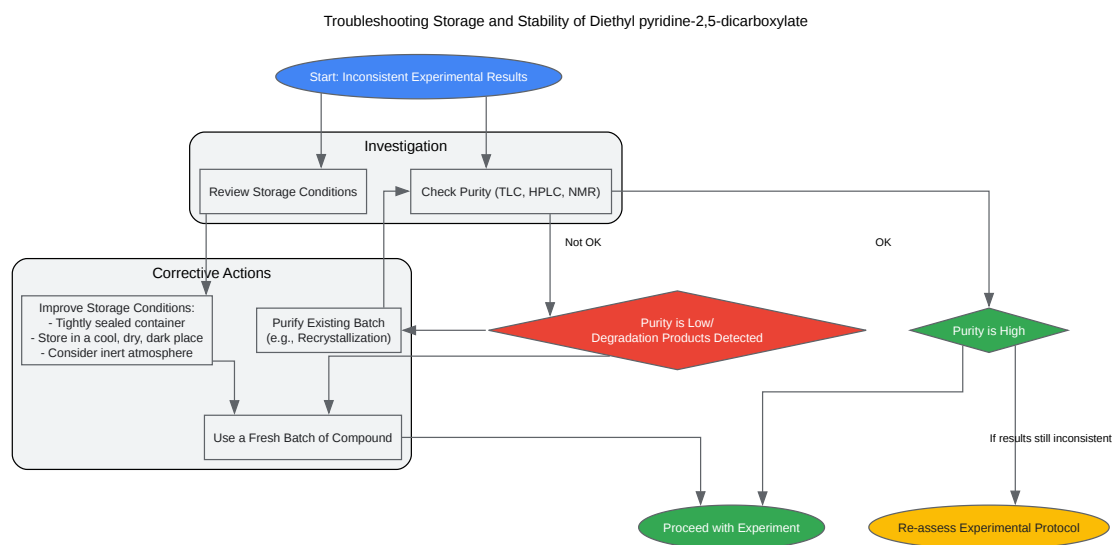 Troubleshooting Storage and Stability of Diethyl pyridine-2,5-dicarboxylate
Start: Inconsistent Experimental Results
Investigation
Review Storage Conditions
Check Purity (TLC, HPLC, NMR)
Not OK
OK
Corrective Actions
Improve Storage Conditions:
- Tightly sealed container
- Store in a cool, dry, dark place
- Consider inert atmosphere
Purify Existing Batch
(e.g., Recrystallization)
Purity is Low/
Degradation Products Detected
Purity is High
Use a Fresh Batch of Compound
If results still inconsistent
Proceed with Experiment
Re-assess Experimental Protocol